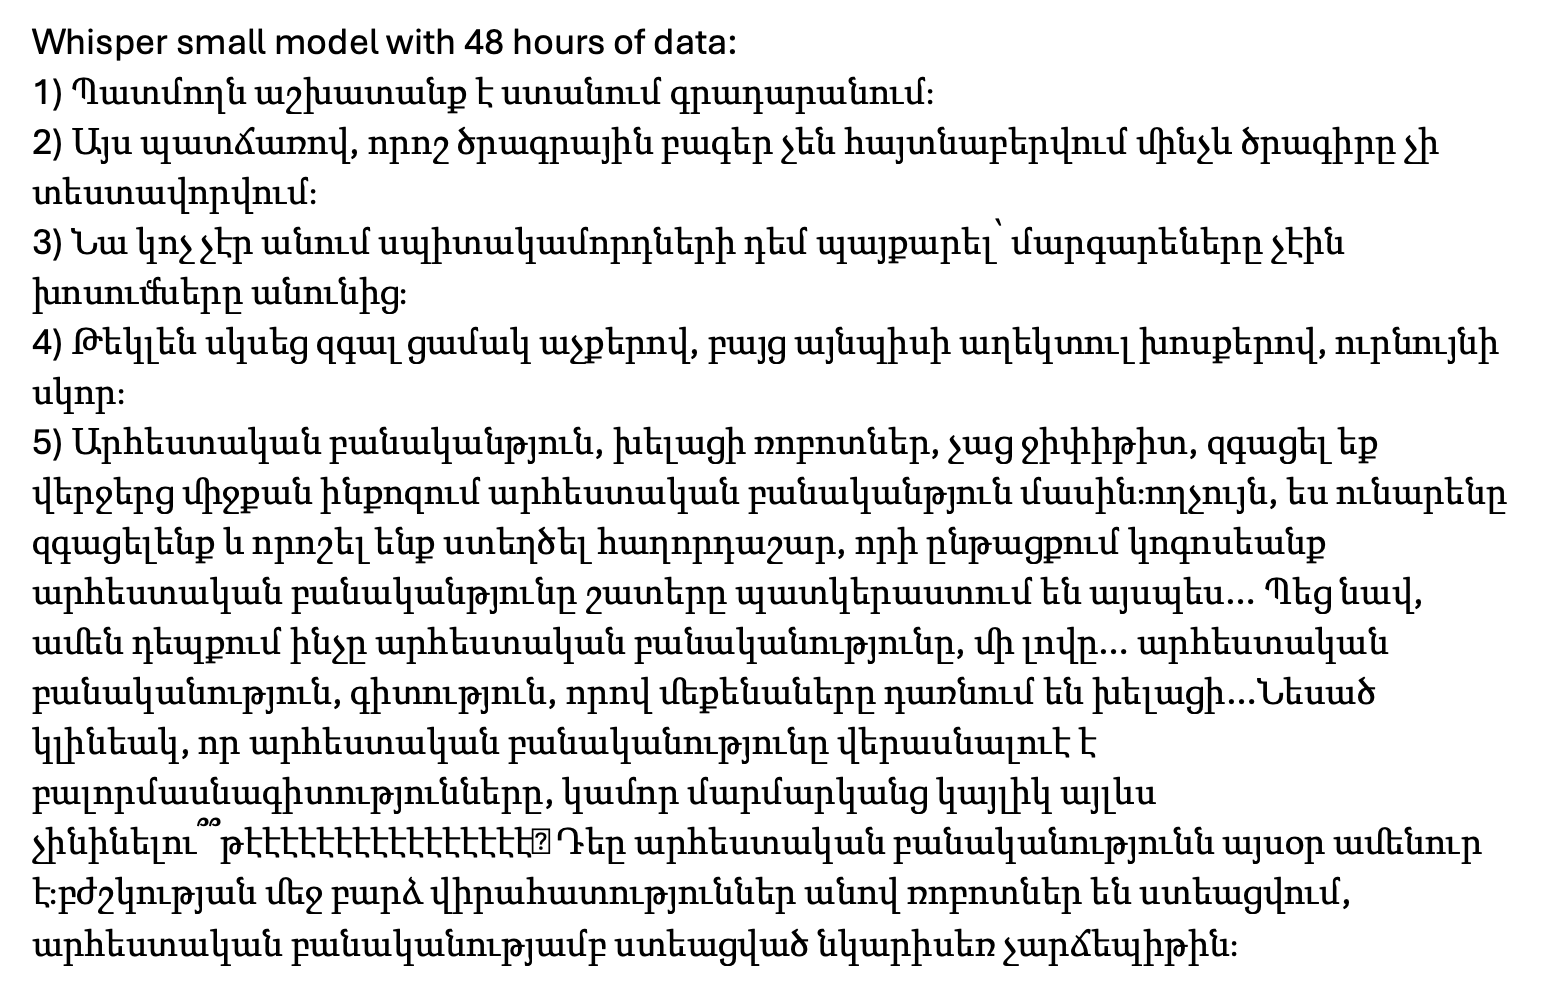 Whisper small model with 48 hours of data:
1) Պատմողն աշխատանք է ստանում գրադարանում։
2) Այս պատճառով, որոշ ծրագրային բագեր չեն հայտնաբերվում մինչև ծրագիրը չի
տեստավորվում։
3) Նա կոչ չէր անում սպիտակամորդների դեմ պայքարել՝ մարգարեները չէին
խոսումսերը անունից։
4) Թեկլեն սկսեց զգալ ցամակ աչքերով, բայց այնպիսի աղեկտուլ խոսքերով, ուրնույնի
սկոր։
5) Արհեստական բանականթյուն, խելացի ռոբոտներ, չաց ջիփիթիտ, զգացել եք
վերջերց միջքան ինքոզում արհեստական բանականթյուն մասին։ողչույն, ես ունարենը
զգացելենք և որոշել ենք ստեղծել հաղորդաշար, որի ընթացքում կոգոսեանք
արհեստական բանականթյունը շատերը պատկերաստում են այսպես... Պեց նավ,
ամեն դեպքում ինչը արհեստական բանականությունը, մի լովը... արհեստական
բանականություն, գիտություն, որով մեքենաները դառնում են խելացի...Նեսած
կլինեակ, որ արհեստական բանականությունը վերասնալուէ է
բալորմասնագիտությունները, կամոր մարմարկանց կայլիկ այլևս
չինինելու՞՞թէէէէէէէէէէէէէէէէ Դեը արհեստական բանականությունն այսօր ամենուր
է։բժշկության մեջ բարձ վիրահատություններ անով ռոբոտներ են ստեացվում,
արհեստական բանականությամբ ստեացված նկարիսեռ չարճեպիթին։